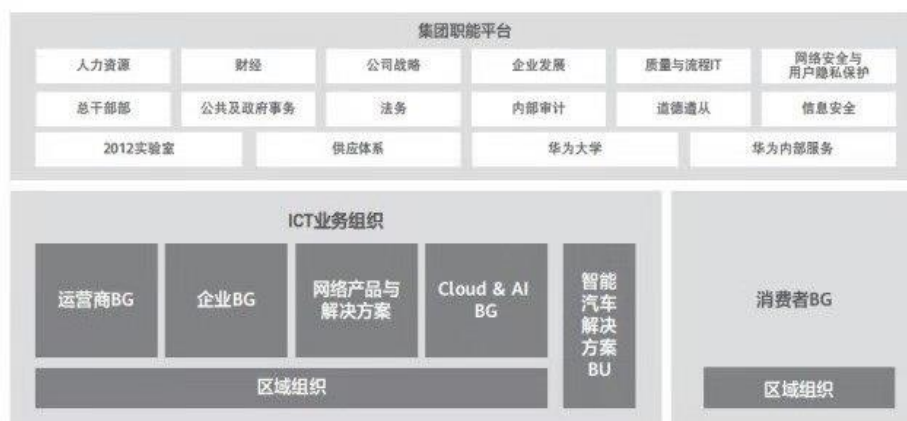 集团职能平台
人力资源
财经
公司战略
企业发展
质量与流程IT
网络安全与
用户隐私保护
总干部部
公共及政府事务
法务
内部审计
道德遵从
信息安全
2012实验室
供应体系
华为大学
华为内部服务
ICT业务组织
运营商BG
企业BG
网络产品与
解决方案
Cloud & AI
BG
智能
汽车
解决
方案
BU
区域组织
消费者BG
区域组织